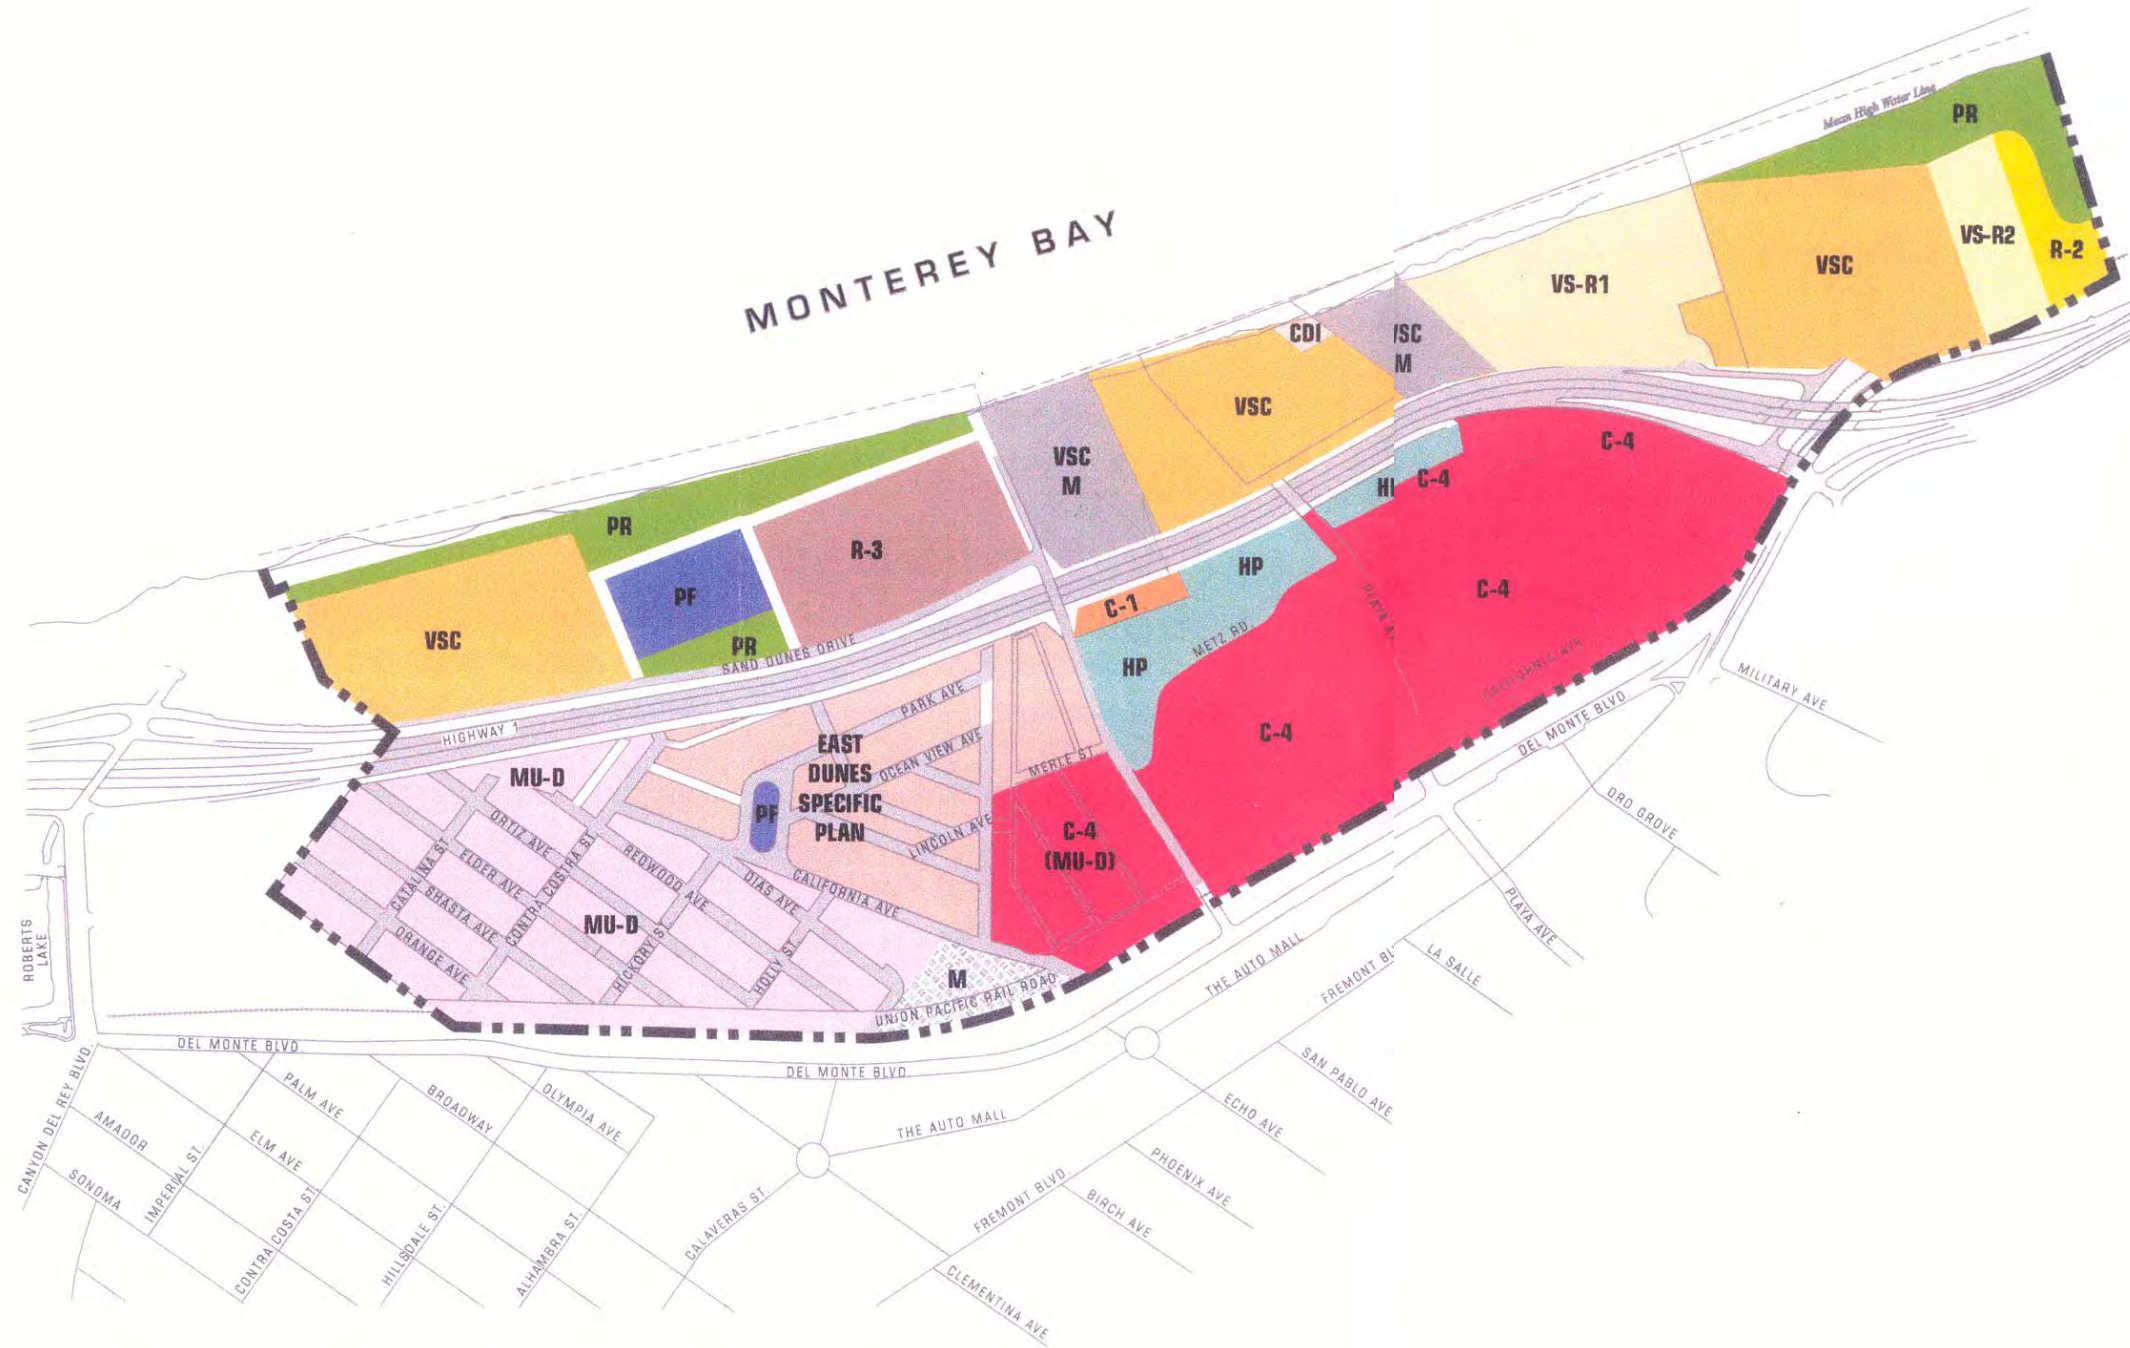 Mean High Water Line
PR
MONTEREY BAY
VS-R2
R-2
VSC
VS-R1
CDI
VSC
M
VSC
C-4
VSC
M
HP
C-4
PR
R-3
HP
C-4
PF
C-1
PLAYA AVE
VSC
PR
SAND DUNES DRIVE
METZ RD.
HP
CALIFORNIA AVE
MILITARY AVE
HIGHWAY 1
PARK AVE
DEL MONTE BLVD.
C-4
EAST
DUNES
SPECIFIC
PLAN
OCEAN VIEW AVE
MERLE ST
MU-D
PF
ORO GROVE
ORTIZ AVE
LINCOLN AVE
C-4
(MU-D)
CATALINA ST
ELDER AVE
CONTRA COSTA ST
REDWOOD AVE
DIAS AVE
CALIFORNIA AVE
SHASTA AVE
MU-D
PLAYA AVE
ORANGE AVE
HICKORY ST
HOLLY ST
ROBERTS
LAKE
M
UNION PACIFIC RAIL ROAD
THE AUTO MALL
FREMONT BL
LA SALLE
DEL MONTE BLVD.
DEL MONTE BLVD
CANYON DEL REY BLVD.
PALM AVE
BROADWAY
OLYMPIA AVE
THE AUTO MALL
ECHO AVE
SAN PABLO AVE
AMADOR
ELM AVE
IMPERIAL ST.
SONOMA
CONTRA COSTA ST.
HILLSDALE ST.
ALHAMBRA ST.
CALAVERAS ST.
FREMONT BLVD.
PHOENIX AVE
BIRCH AVE
CLEMENTINA AVE